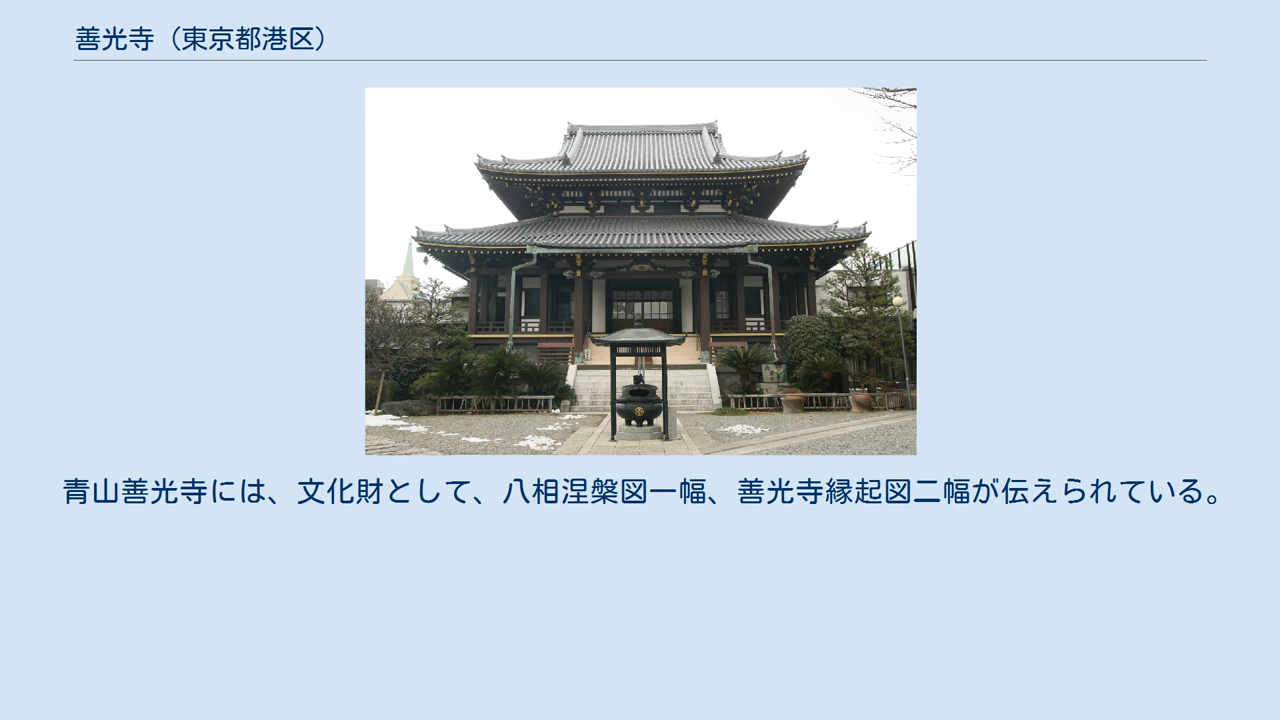 善光寺（東京都港区）
青山善光寺には、文化財として、八相涅槃図一幅、善光寺縁起図二幅が伝えられている。